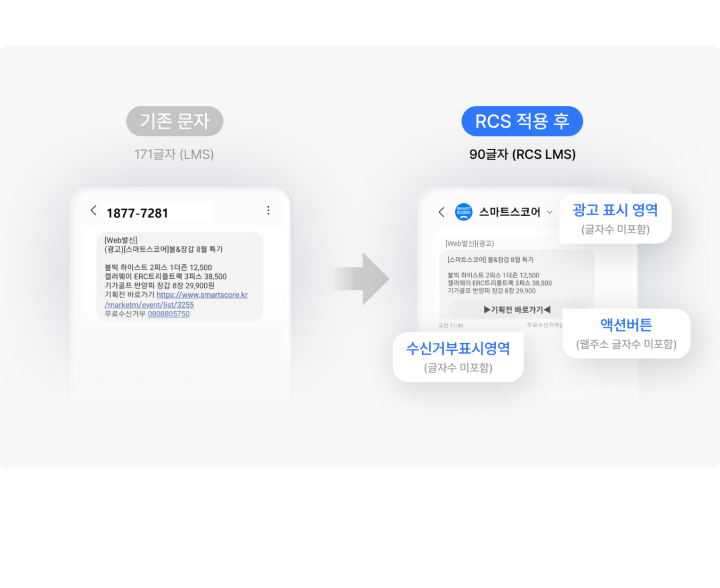 기존 문자
171글자 (LMS)
1877-7281
[Web발신]
(광고)[스마트스코어]볼&장갑 8월 특가
볼빅 하이스트 2피스 1더즌 12,500
캘러웨이 ERC트리플트랙 3피스 38,500
기가골프 반양피 장갑 8장 29,900원
기획전 바로가기 https://www.smartscore.kr
/marketm/event/list/3255
무료수신거부 0808805750
RCS 적용 후
90글자 (RCS LMS)
SMART SCORE
스마트스코어
광고 표시 영역
(글자수 미포함)
[Web발신](광고)
[스마트스코어] 볼&장갑 8월 특가
볼빅 하이스트 2피스 1더즌 12,500
캘러웨이 ERC트리플트랙 3피스 38,500
기가골프 반양피 장갑 8장 29,900
▶기획전 바로가기◀
오전 11:40
무료수신거부
액션버튼
(웹주소 글자수 미포함)
수신거부표시영역
(글자수 미포함)